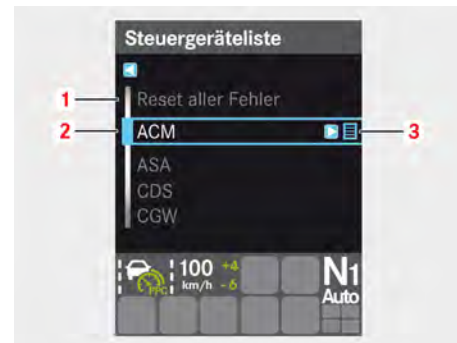 Steuergeräteliste
1 Reset aller Fehler
2 ACM 3
ASA
CDS
CGW
100 +4
km/h -6
PPC
N1
Auto